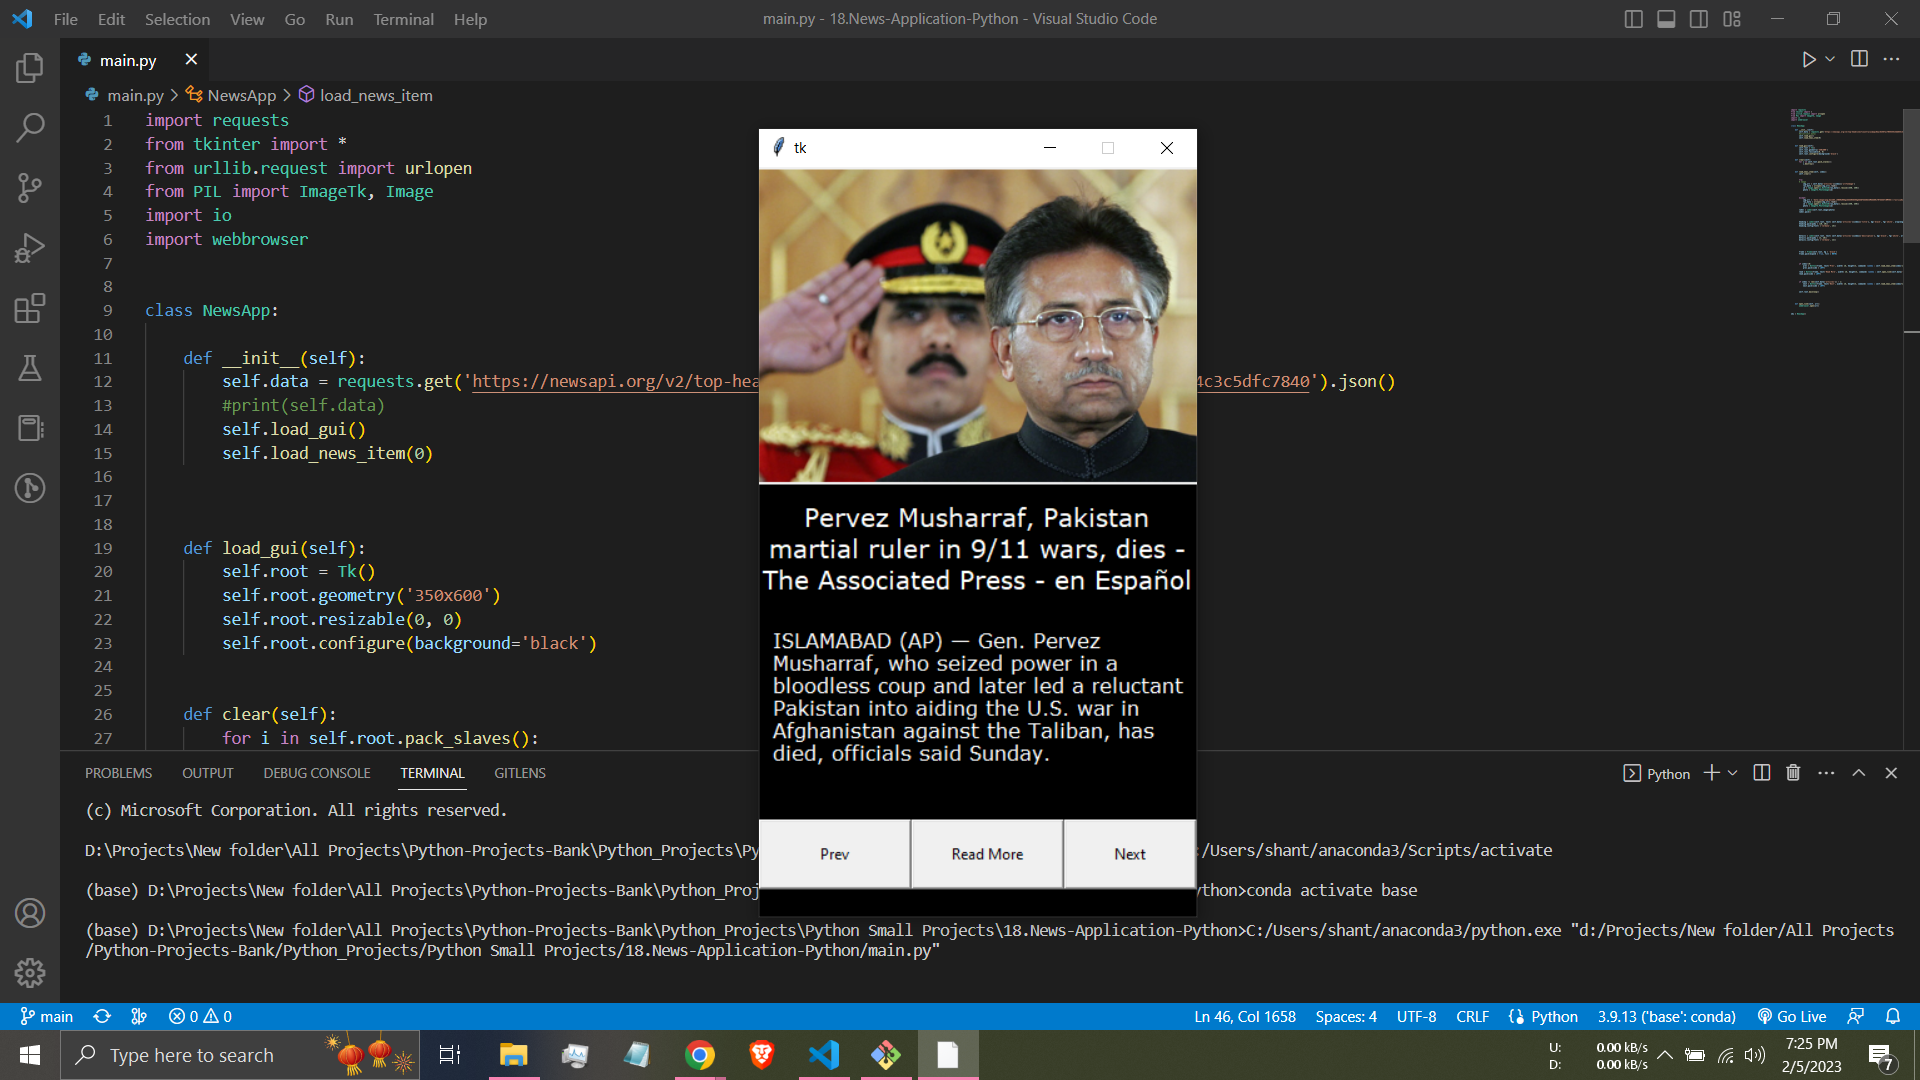 File Edit Selection View Go Run Terminal Help
main.py - 18.News-Application-Python - Visual Studio Code
main.py
main.py > NewsApp > load_news_item
1 import requests
2 from tkinter import *
3 from urllib.request import urlopen
4 from PIL import ImageTk, Image
5 import io
6 import webbrowser
7
8
9 class NewsApp:
10
11 def __init__(self):
12 self.data = requests.get('https://newsapi.org/v2/top-hea 4c3c5dfc7840').json()
13 #print(self.data)
14 self.load_gui()
15 self.load_news_item(0)
16
17
18
19 def load_gui(self):
20 self.root = Tk()
21 self.root.geometry('350x600')
22 self.root.resizable(0, 0)
23 self.root.configure(background='black')
24
25
26 def clear(self):
27 for i in self.root.pack_slaves():
tk
Pervez Musharraf, Pakistan
martial ruler in 9/11 wars, dies -
The Associated Press - en Español
ISLAMABAD (AP) — Gen. Pervez
Musharraf, who seized power in a
bloodless coup and later led a reluctant
Pakistan into aiding the U.S. war in
Afghanistan against the Taliban, has
died, officials said Sunday.
Prev Read More Next
PROBLEMS OUTPUT DEBUG CONSOLE TERMINAL GITLENS
Python
(c) Microsoft Corporation. All rights reserved.
D:\Projects\New folder\All Projects\Python-Projects-Bank\Python_Projects\Py :/Users/shant/anaconda3/Scripts/activate
(base) D:\Projects\New folder\All Projects\Python-Projects-Bank\Python_Proj ython>conda activate base
(base) D:\Projects\New folder\All Projects\Python-Projects-Bank\Python_Projects\Python Small Projects\18.News-Application-Python>C:/Users/shant/anaconda3/python.exe "d:/Projects/New folder/All Projects
/Python-Projects-Bank/Python_Projects/Python Small Projects/18.News-Application-Python/main.py"
main 0 0 Ln 46, Col 1658 Spaces: 4 UTF-8 CRLF Python 3.9.13 ('base': conda) Go Live
Type here to search
U: 0.00 kB/s
D: 0.00 kB/s
7:25 PM
2/5/2023
7